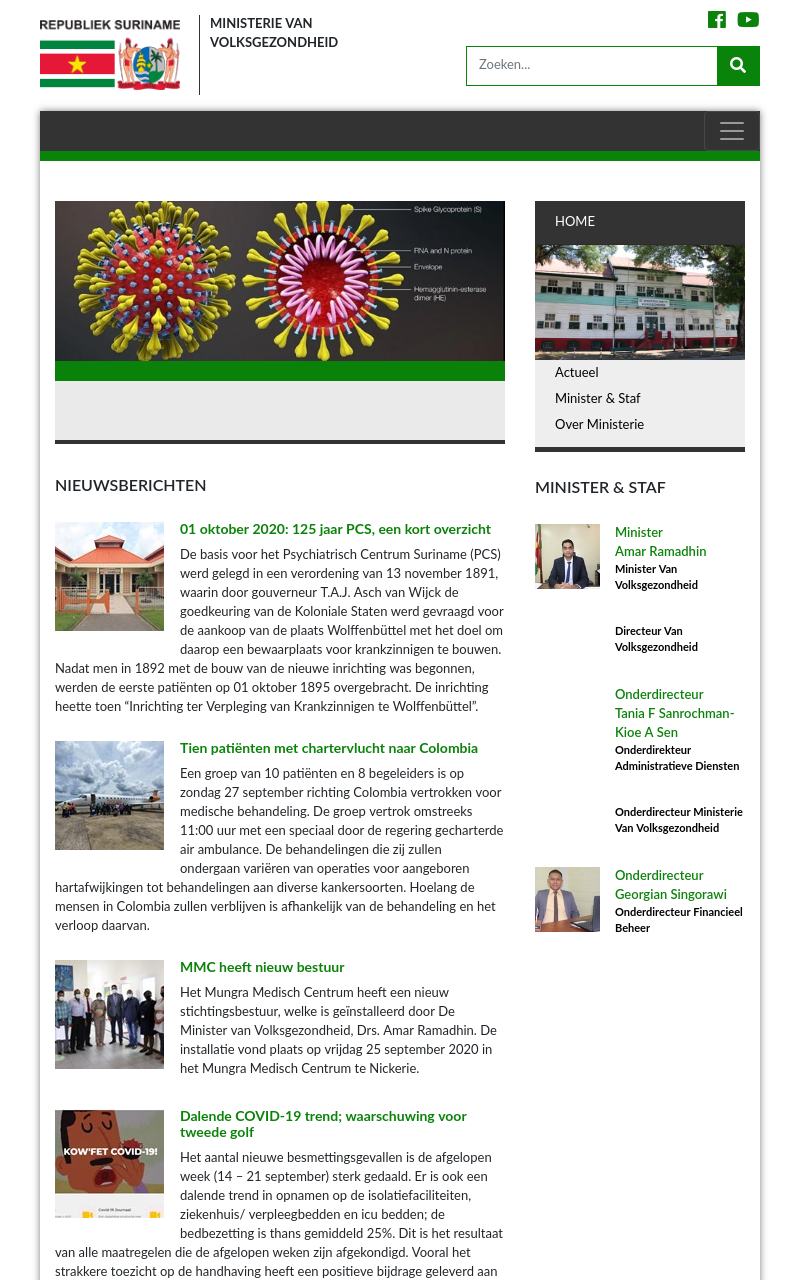 REPUBLIEK SURINAME
MINISTERIE VAN
VOLKSGEZONDHEID
Zoeken...
Spike Glycoprotein (S)
RNA and N protein
Envelope
Hemagglutinin-esterase
dimer (HE)
HOME
Actueel
Minister & Staf
Over Ministerie
NIEUWSBERICHTEN
01 oktober 2020: 125 jaar PCS, een kort overzicht
De basis voor het Psychiatrisch Centrum Suriname (PCS)
werd gelegd in een verordening van 13 november 1891,
waarin door gouverneur T.A.J. Asch van Wijck de
goedkeuring van de Koloniale Staten werd gevraagd voor
de aankoop van de plaats Wolffenbüttel met het doel om
daarop een bewaarplaats voor krankzinnigen te bouwen.
Nadat men in 1892 met de bouw van de nieuwe inrichting was begonnen,
werden de eerste patiënten op 01 oktober 1895 overgebracht. De inrichting
heette toen “Inrichting ter Verpleging van Krankzinnigen te Wolffenbüttel”.
Tien patiënten met chartervlucht naar Colombia
Een groep van 10 patiënten en 8 begeleiders is op
zondag 27 september richting Colombia vertrokken voor
medische behandeling. De groep vertrok omstreeks
11:00 uur met een speciaal door de regering gecharterde
air ambulance. De behandelingen die zij zullen
ondergaan variëren van operaties voor aangeboren
hartafwijkingen tot behandelingen aan diverse kankersoorten. Hoelang de
mensen in Colombia zullen verblijven is afhankelijk van de behandeling en het
verloop daarvan.
MMC heeft nieuw bestuur
Het Mungra Medisch Centrum heeft een nieuw
stichtingsbestuur, welke is geïnstalleerd door De
Minister van Volksgezondheid, Drs. Amar Ramadhin. De
installatie vond plaats op vrijdag 25 september 2020 in
het Mungra Medisch Centrum te Nickerie.
KOW'FET COVID-19!
Covid-19 Journaal
Dalende COVID-19 trend; waarschuwing voor
tweede golf
Het aantal nieuwe besmettingsgevallen is de afgelopen
week (14 – 21 september) sterk gedaald. Er is ook een
dalende trend in opnamen op de isolatiefaciliteiten,
ziekenhuis/ verpleegbedden en icu bedden; de
bedbezetting is thans gemiddeld 25%. Dit is het resultaat
van alle maatregelen die de afgelopen weken zijn afgekondigd. Vooral het
strakkere toezicht op de handhaving heeft een positieve bijdrage geleverd aan
MINISTER & STAF
Minister
Amar Ramadhin
Minister Van
Volksgezondheid
Directeur Van
Volksgezondheid
Onderdirecteur
Tania F Sanrochman-
Kioe A Sen
Onderdirekteur
Administratieve Diensten
Onderdirecteur Ministerie
Van Volksgezondheid
Onderdirecteur
Georgian Singorawi
Onderdirecteur Financieel
Beheer